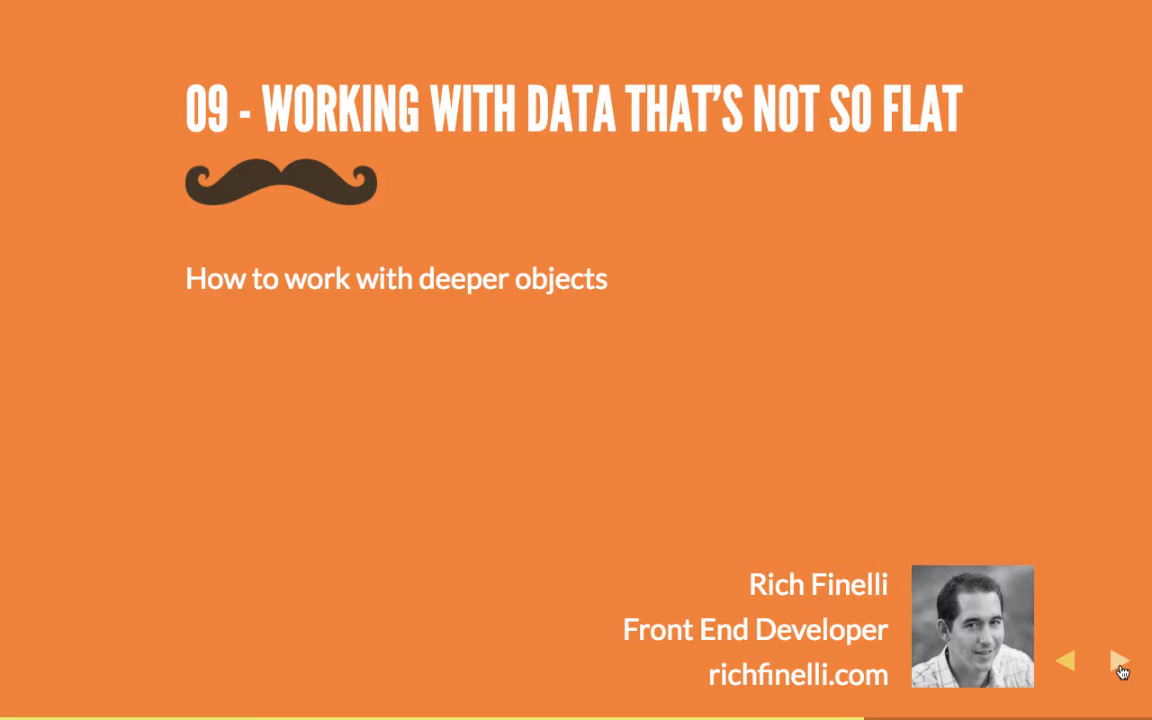 09 - WORKING WITH DATA THAT’S NOT SO FLAT
How to work with deeper objects
Rich Finelli
Front End Developer
richfinelli.com